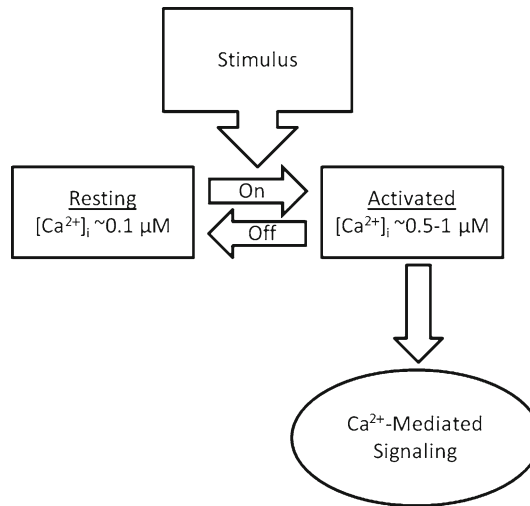 Stimulus
Resting
[Ca²⁺]ᵢ ~0.1 µM
On
Off
Activated
[Ca²⁺]ᵢ ~0.5-1 µM
Ca²⁺-Mediated
Signaling